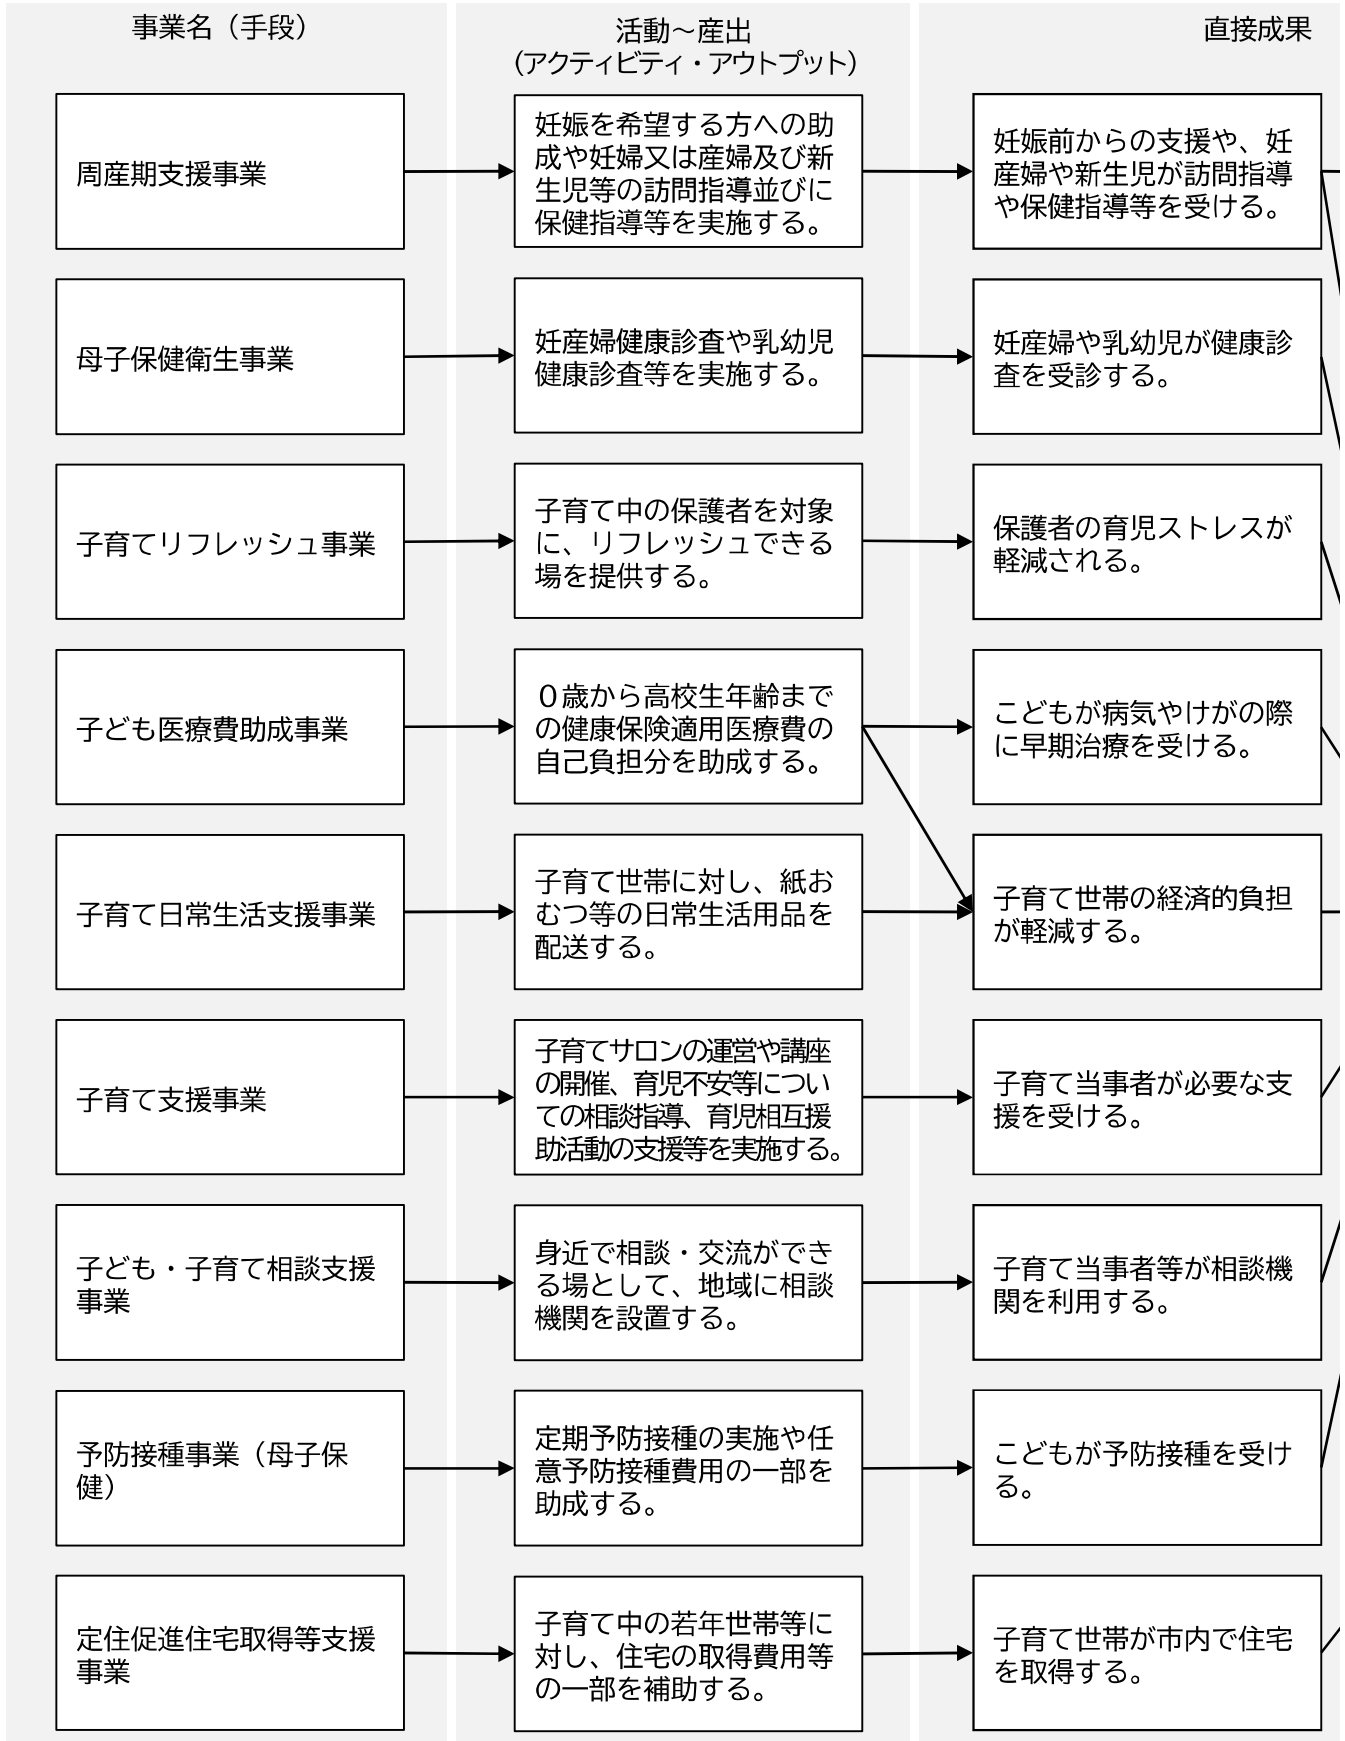 事業名（手段）
活動～産出
（アクティビティ・アウトプット）
直接成果
周産期支援事業
妊娠を希望する方への助
成や妊婦又は産婦及び新
生児等の訪問指導並びに
保健指導等を実施する。
妊娠前からの支援や、妊
産婦や新生児が訪問指導
や保健指導等を受ける。
母子保健衛生事業
妊産婦健康診査や乳幼児
健康診査等を実施する。
妊産婦や乳幼児が健康診
査を受診する。
子育てリフレッシュ事業
子育て中の保護者を対象
に、リフレッシュできる
場を提供する。
保護者の育児ストレスが
軽減される。
子ども医療費助成事業
０歳から高校生年齢まで
の健康保険適用医療費の
自己負担分を助成する。
こどもが病気やけがの際
に早期治療を受ける。
子育て日常生活支援事業
子育て世帯に対し、紙お
むつ等の日常生活用品を
配送する。
子育て世帯の経済的負担
が軽減する。
子育て支援事業
子育てサロンの運営や講座
の開催、育児不安等につい
ての相談指導、育児相互援
助活動の支援等を実施する。
子育て当事者が必要な支
援を受ける。
子ども・子育て相談支援
事業
身近で相談・交流ができ
る場として、地域に相談
機関を設置する。
子育て当事者等が相談機
関を利用する。
予防接種事業（母子保
健）
定期予防接種の実施や任
意予防接種費用の一部を
助成する。
こどもが予防接種を受け
る。
定住促進住宅取得等支援
事業
子育て中の若年世帯等に
対し、住宅の取得費用等
の一部を補助する。
子育て世帯が市内で住宅
を取得する。